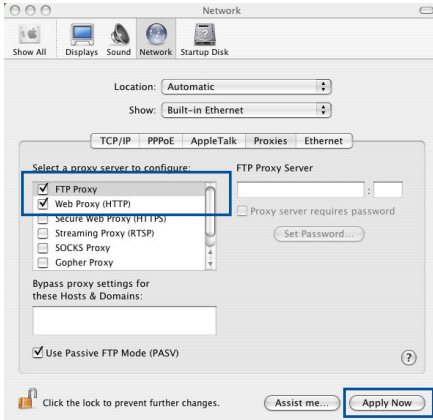 Network
Show All Displays Sound Network Startup Disk
Location: Automatic
Show: Built-in Ethernet
TCP/IP PPPoE AppleTalk Proxies Ethernet
Select a proxy server to configure: FTP Proxy Server
FTP Proxy :
Web Proxy (HTTP) Proxy server requires password
Secure Web Proxy (HTTPS)
Streaming Proxy (RTSP) Set Password...
SOCKS Proxy
Gopher Proxy
Bypass proxy settings for
these Hosts & Domains:
Use Passive FTP Mode (PASV) ?
Click the lock to prevent further changes. Assist me... Apply Now